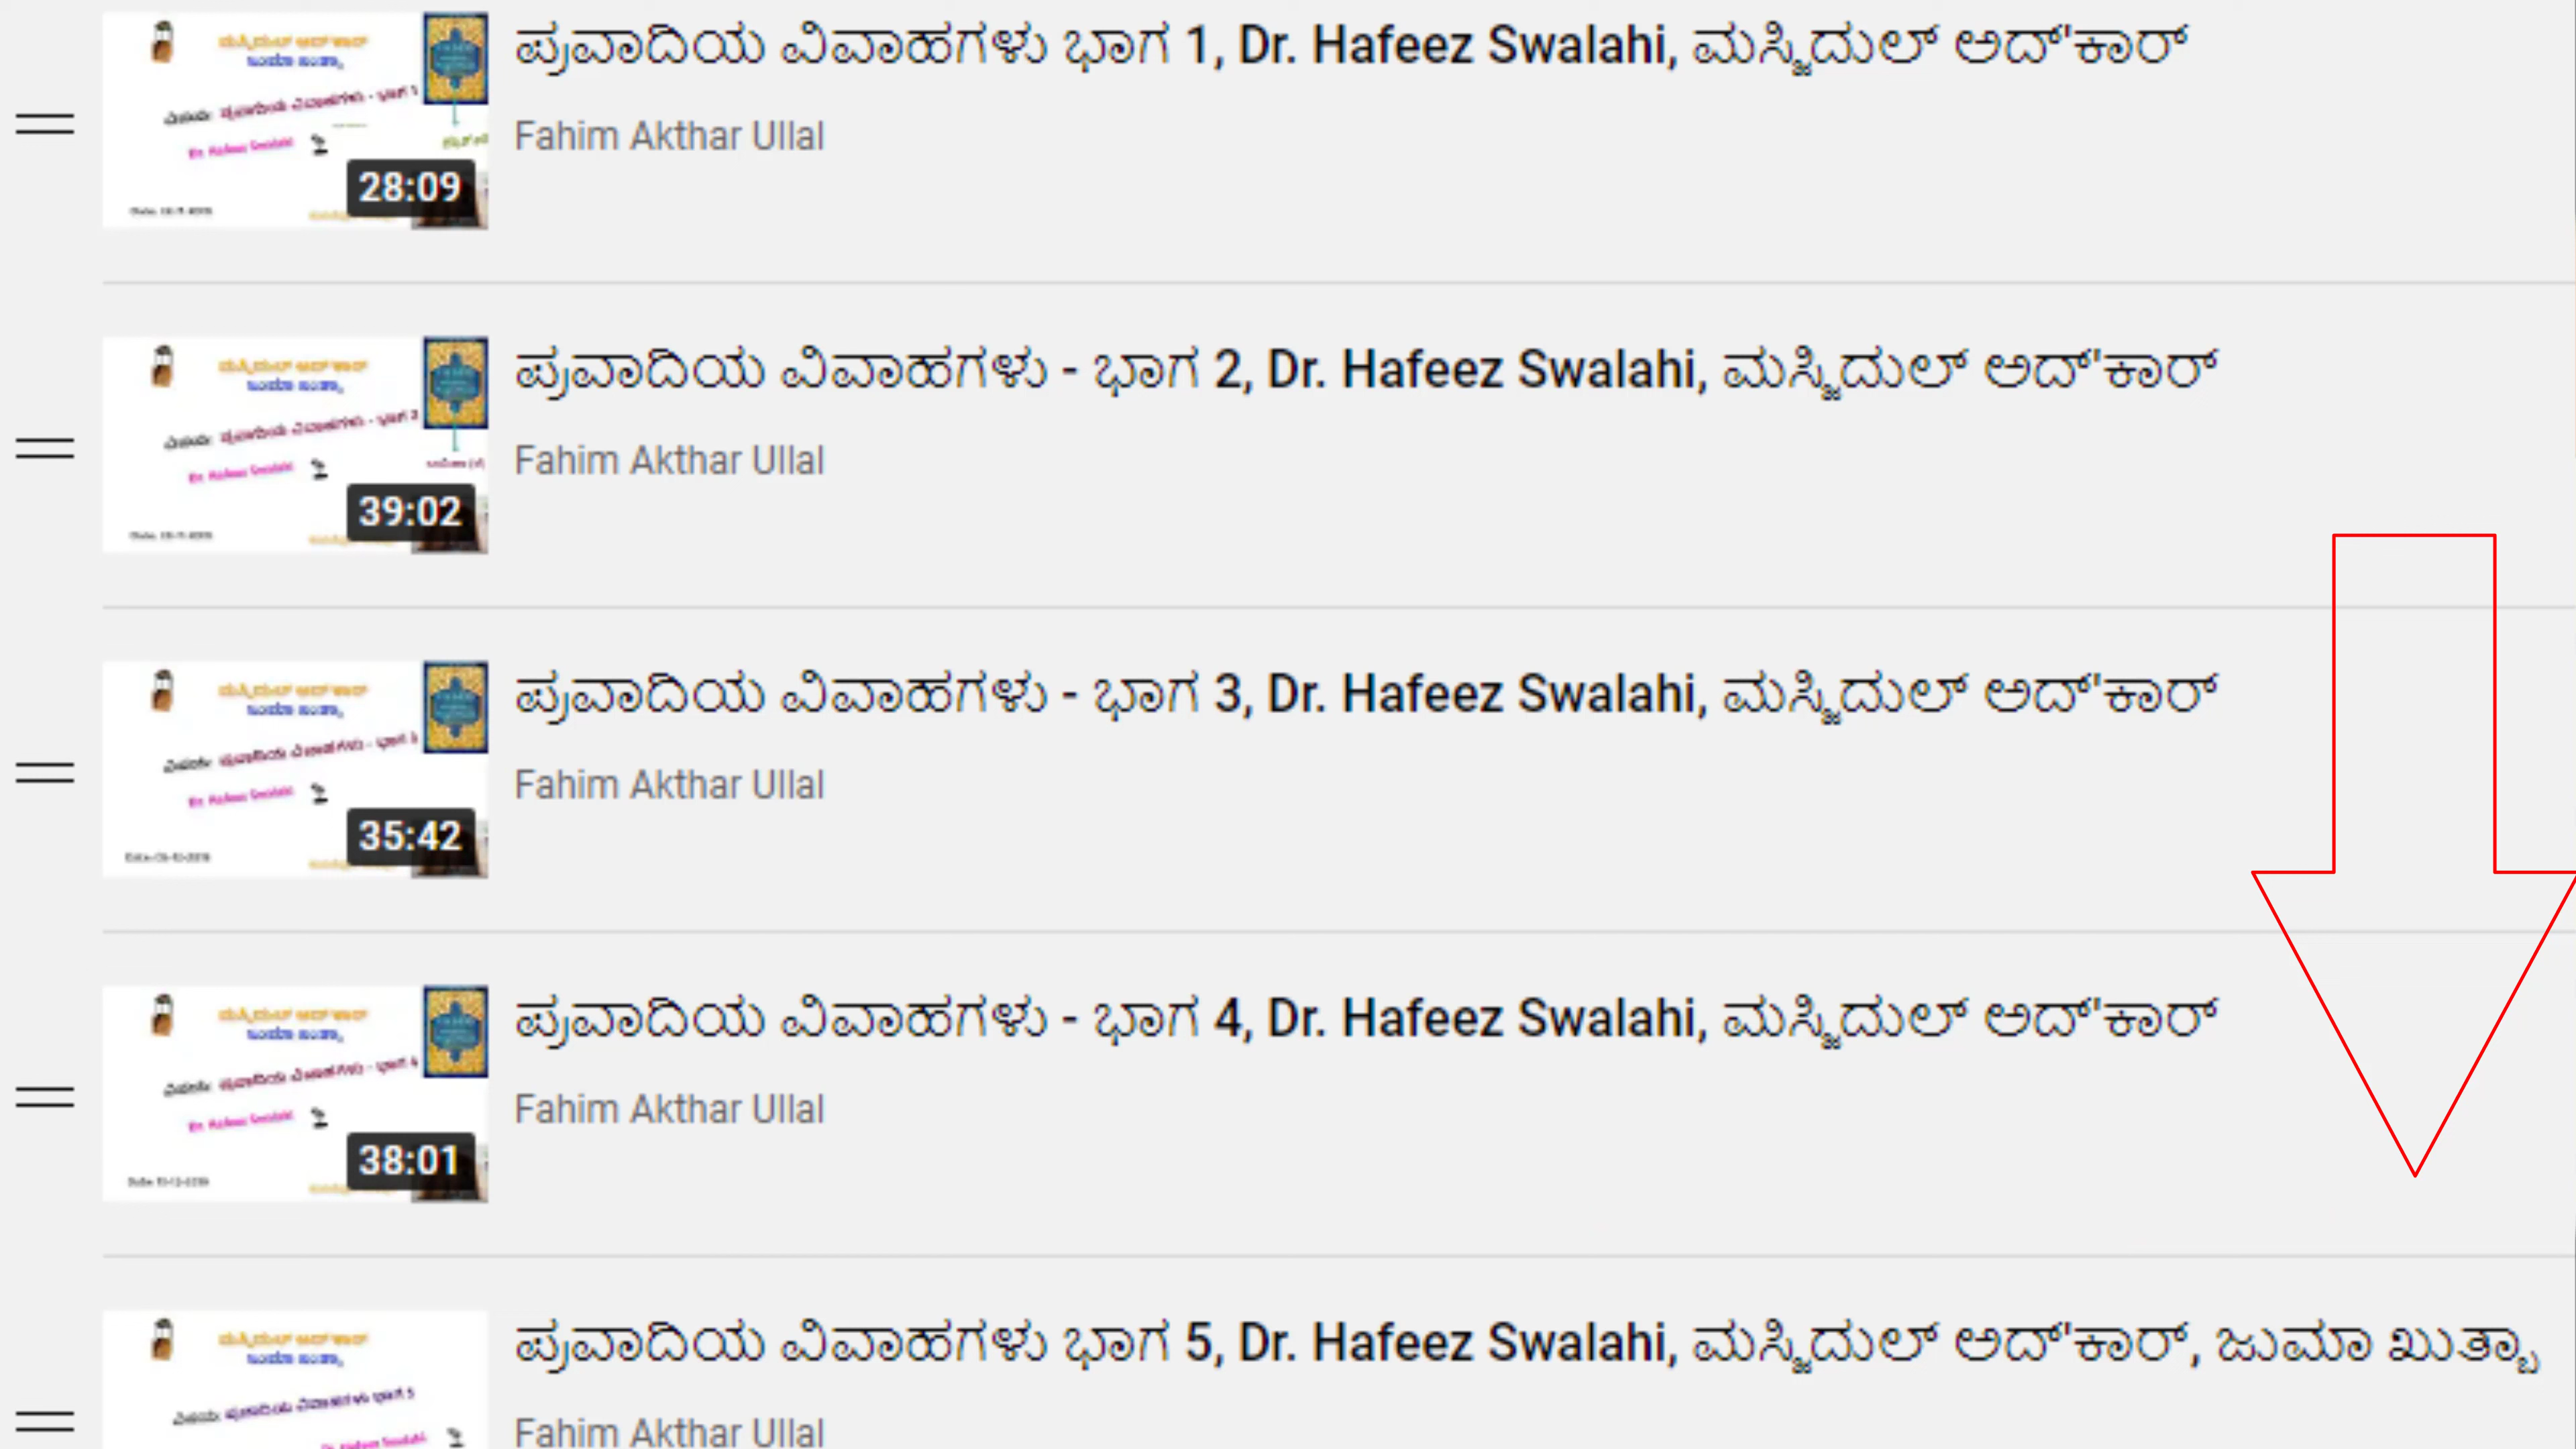 ಪ್ರವಾದಿಯ ವಿವಾಹಗಳು ಭಾಗ 1, Dr. Hafeez Swalahi, ಮಸ್ಜಿದುಲ್ ಅದ್'ಕಾರ್
Fahim Akthar Ullal
28:09
ಪ್ರವಾದಿಯ ವಿವಾಹಗಳು - ಭಾಗ 2, Dr. Hafeez Swalahi, ಮಸ್ಜಿದುಲ್ ಅದ್'ಕಾರ್
Fahim Akthar Ullal
39:02
ಪ್ರವಾದಿಯ ವಿವಾಹಗಳು - ಭಾಗ 3, Dr. Hafeez Swalahi, ಮಸ್ಜಿದುಲ್ ಅದ್'ಕಾರ್
Fahim Akthar Ullal
35:42
ಪ್ರವಾದಿಯ ವಿವಾಹಗಳು - ಭಾಗ 4, Dr. Hafeez Swalahi, ಮಸ್ಜಿದುಲ್ ಅದ್'ಕಾರ್
Fahim Akthar Ullal
38:01
ಪ್ರವಾದಿಯ ವಿವಾಹಗಳು ಭಾಗ 5, Dr. Hafeez Swalahi, ಮಸ್ಜಿದುಲ್ ಅದ್'ಕಾರ್, ಜುಮಾ ಖುತ್ಬಾ
Fahim Akthar Ullal